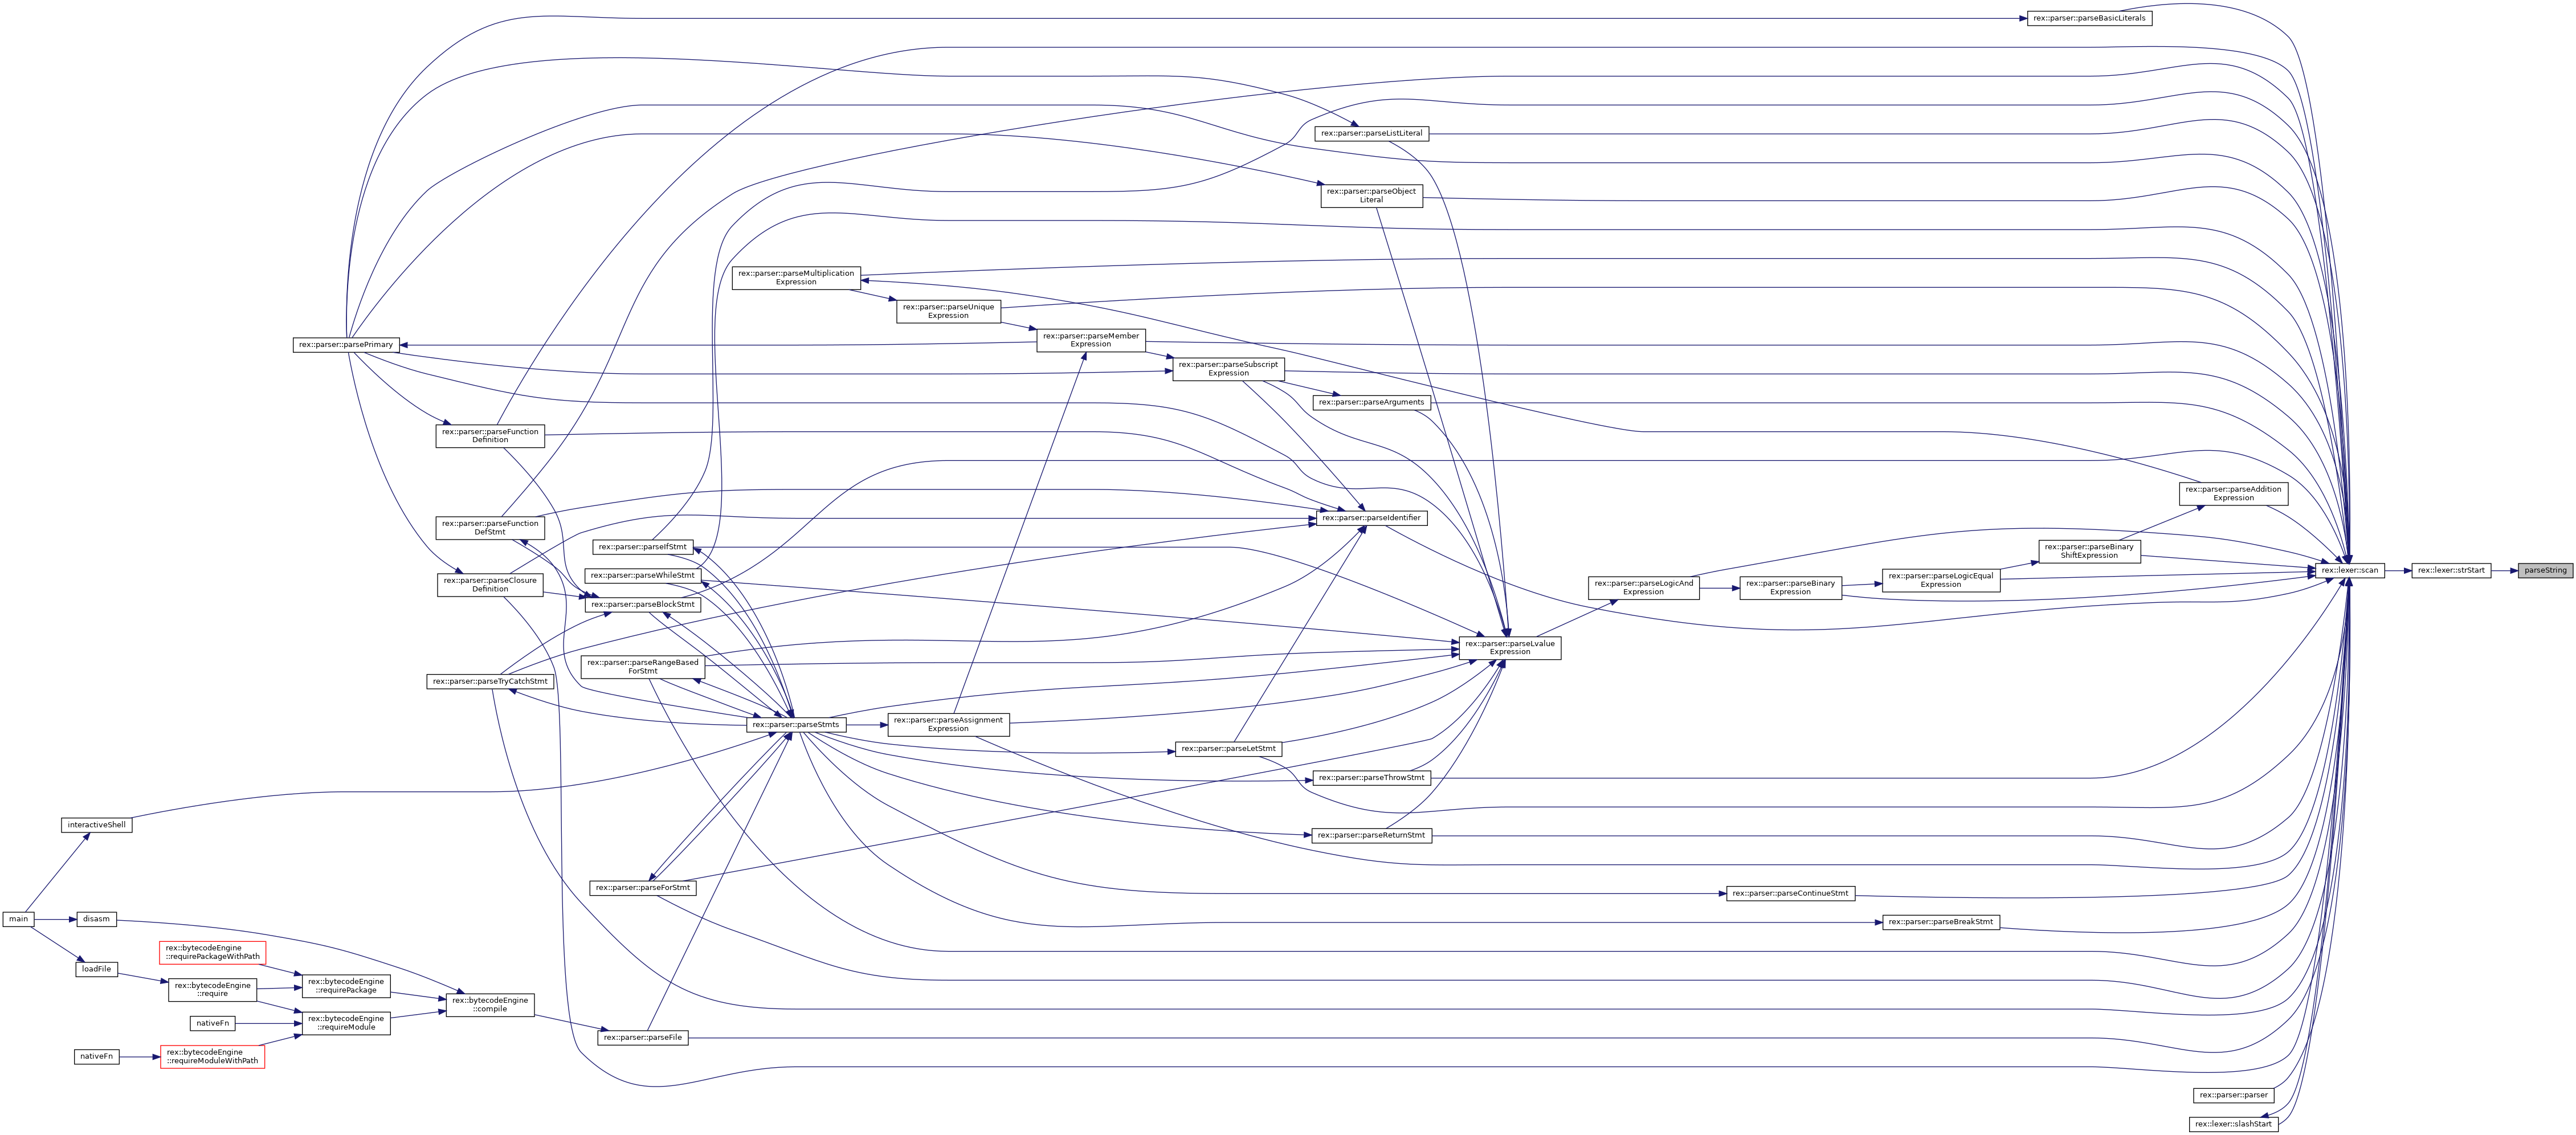 rex::parser::parseBasicLiterals
rex::parser::parseListLiteral
rex::parser::parseObject
Literal
rex::parser::parseMultiplication
Expression
rex::parser::parseUnique
Expression
rex::parser::parseMember
Expression
rex::parser::parsePrimary
rex::parser::parseSubscript
Expression
rex::parser::parseArguments
rex::parser::parseFunction
Definition
rex::parser::parseAddition
Expression
rex::parser::parseIdentifier
rex::parser::parseFunction
DefStmt
rex::parser::parseIfStmt
rex::parser::parseBinary
ShiftExpression
rex::parser::parseWhileStmt
rex::lexer::scan
rex::lexer::strStart
parseString
rex::parser::parseLogicEqual
Expression
rex::parser::parseClosure
Definition
rex::parser::parseLogicAnd
Expression
rex::parser::parseBinary
Expression
rex::parser::parseBlockStmt
rex::parser::parseLvalue
Expression
rex::parser::parseRangeBased
ForStmt
rex::parser::parseTryCatchStmt
rex::parser::parseStmts
rex::parser::parseAssignment
Expression
rex::parser::parseLetStmt
rex::parser::parseThrowStmt
interactiveShell
rex::parser::parseReturnStmt
rex::parser::parseForStmt
rex::parser::parseContinueStmt
main
disasm
rex::parser::parseBreakStmt
rex::bytecodeEngine
::requirePackageWithPath
loadFile
rex::bytecodeEngine
::require
rex::bytecodeEngine
::requirePackage
rex::bytecodeEngine
::compile
nativeFn
rex::bytecodeEngine
::requireModule
rex::parser::parseFile
nativeFn
rex::bytecodeEngine
::requireModuleWithPath
rex::parser::parser
rex::lexer::slashStart